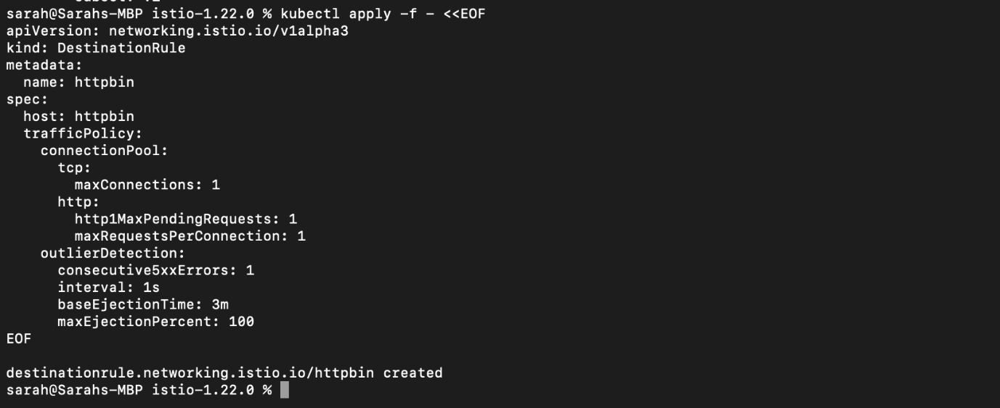 sarah@Sarahs-MBP istio-1.22.0 % kubectl apply -f - <<EOF
apiVersion: networking.istio.io/v1alpha3
kind: DestinationRule
metadata:
  name: httpbin
spec:
  host: httpbin
  trafficPolicy:
    connectionPool:
      tcp:
        maxConnections: 1
      http:
        http1MaxPendingRequests: 1
        maxRequestsPerConnection: 1
    outlierDetection:
      consecutive5xxErrors: 1
      interval: 1s
      baseEjectionTime: 3m
      maxEjectionPercent: 100
EOF

destinationrule.networking.istio.io/httpbin created
sarah@Sarahs-MBP istio-1.22.0 %